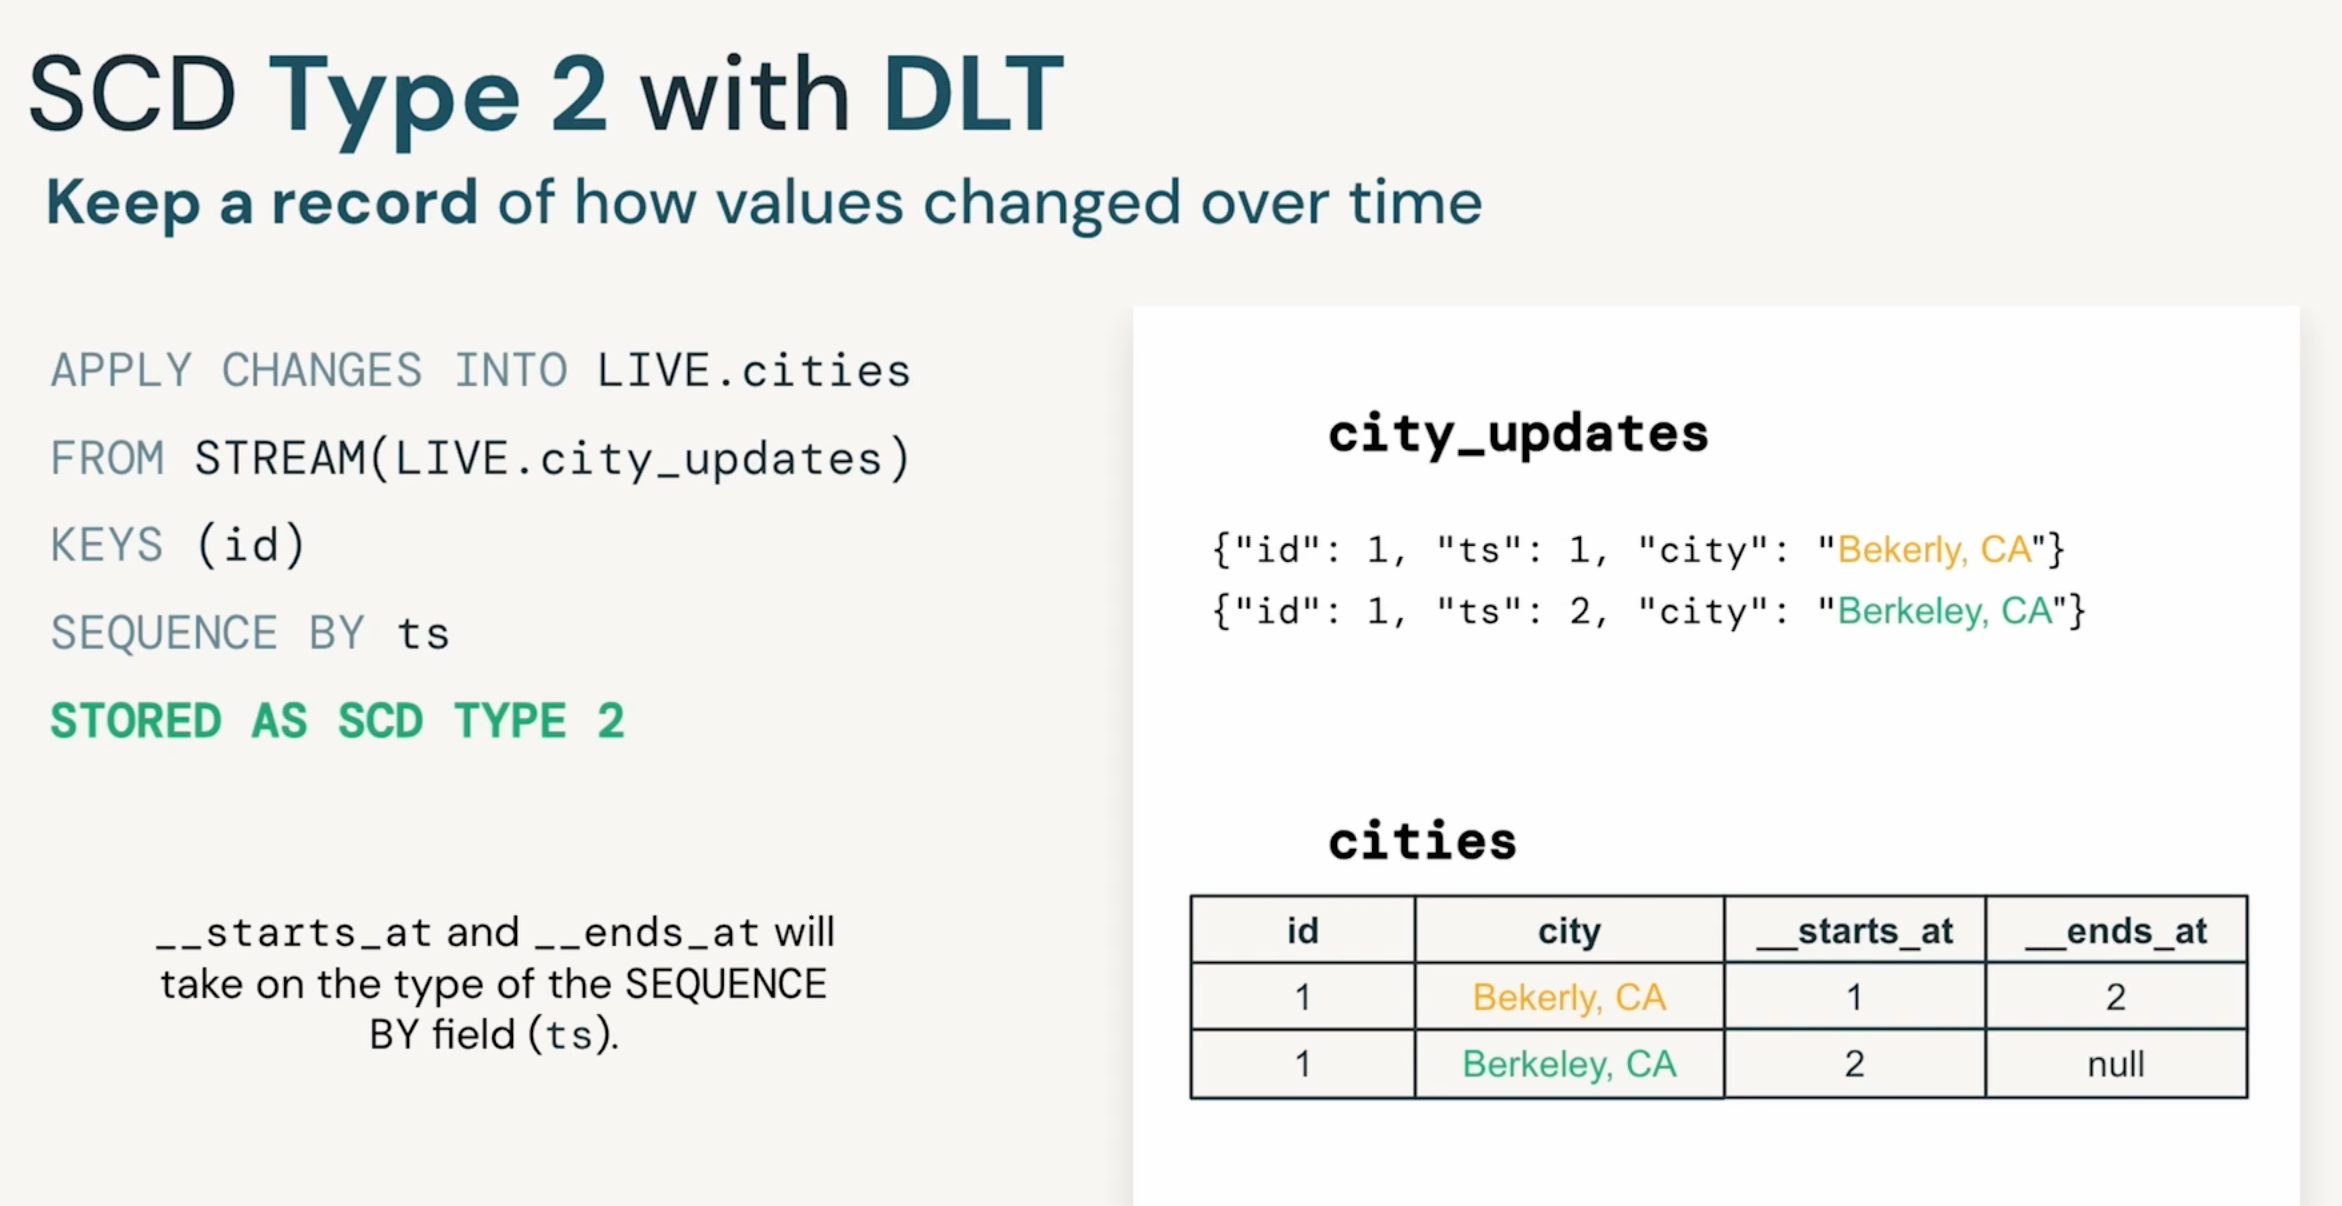 SCD Type 2 with DLT
Keep a record of how values changed over time
APPLY CHANGES INTO LIVE.cities
FROM STREAM(LIVE.city_updates)
KEYS (id)
SEQUENCE BY ts
STORED AS SCD TYPE 2
__starts_at and __ends_at will
take on the type of the SEQUENCE
BY field (ts).
city_updates
{"id": 1, "ts": 1, "city": "Bekerly, CA"}
{"id": 1, "ts": 2, "city": "Berkeley, CA"}
cities
id city __starts_at __ends_at
1 Bekerly, CA 1 2
1 Berkeley, CA 2 null